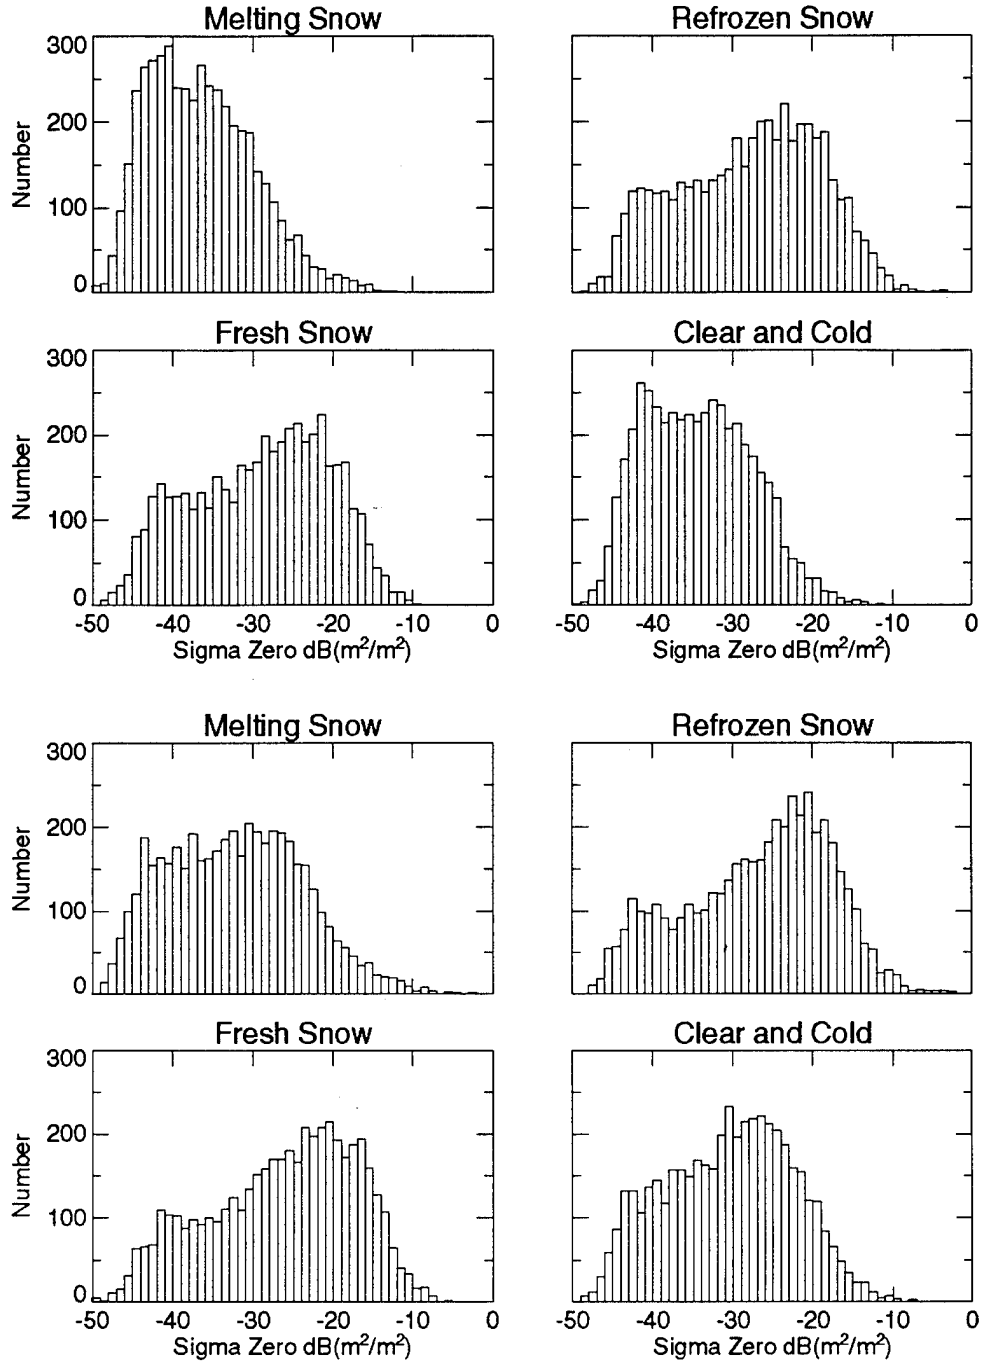 Melting Snow
Refrozen Snow
300
200
100
0
Number
Fresh Snow
Clear and Cold
300
200
100
0
Number
-50 -40 -30 -20 -10 0
-50 -40 -30 -20 -10 0
Sigma Zero dB(m²/m²)
Sigma Zero dB(m²/m²)
Melting Snow
Refrozen Snow
300
200
100
0
Number
Fresh Snow
Clear and Cold
300
200
100
0
Number
-50 -40 -30 -20 -10 0
-50 -40 -30 -20 -10 0
Sigma Zero dB(m²/m²)
Sigma Zero dB(m²/m²)